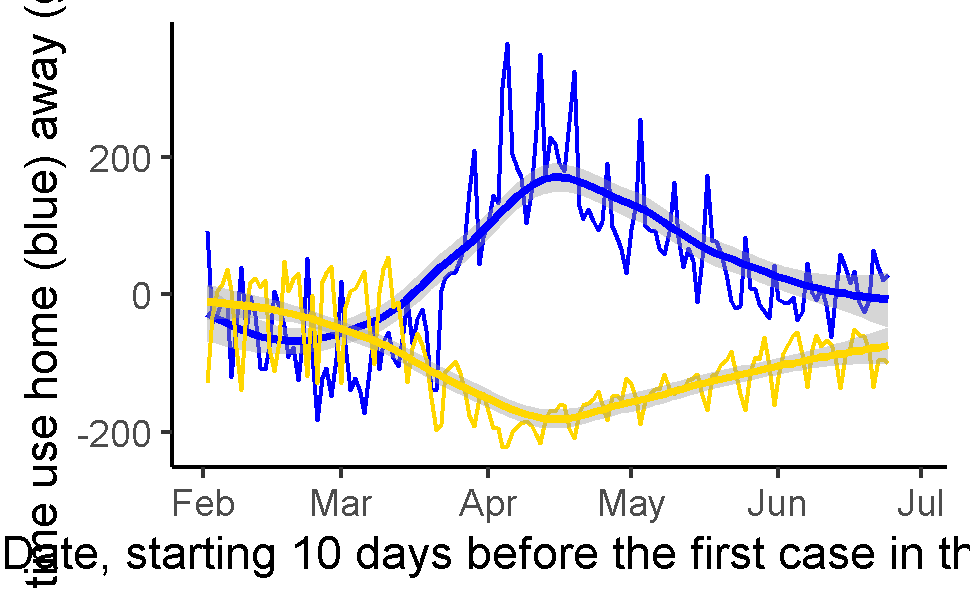 time use home (blue) away (
200
0
-200
Feb Mar Apr May Jun Jul
Date, starting 10 days before the first case in th